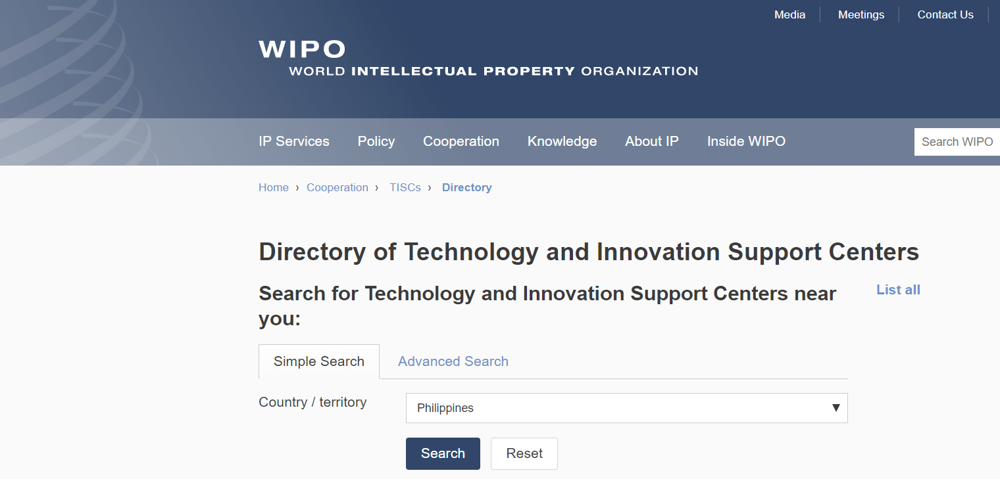 Media Meetings Contact Us
WIPO
WORLD INTELLECTUAL PROPERTY ORGANIZATION
IP Services Policy Cooperation Knowledge About IP Inside WIPO Search WIPO
Home › Cooperation › TISCs › Directory
Directory of Technology and Innovation Support Centers
Search for Technology and Innovation Support Centers near
you:
List all
Simple Search Advanced Search
Country / territory Philippines ▼
Search Reset